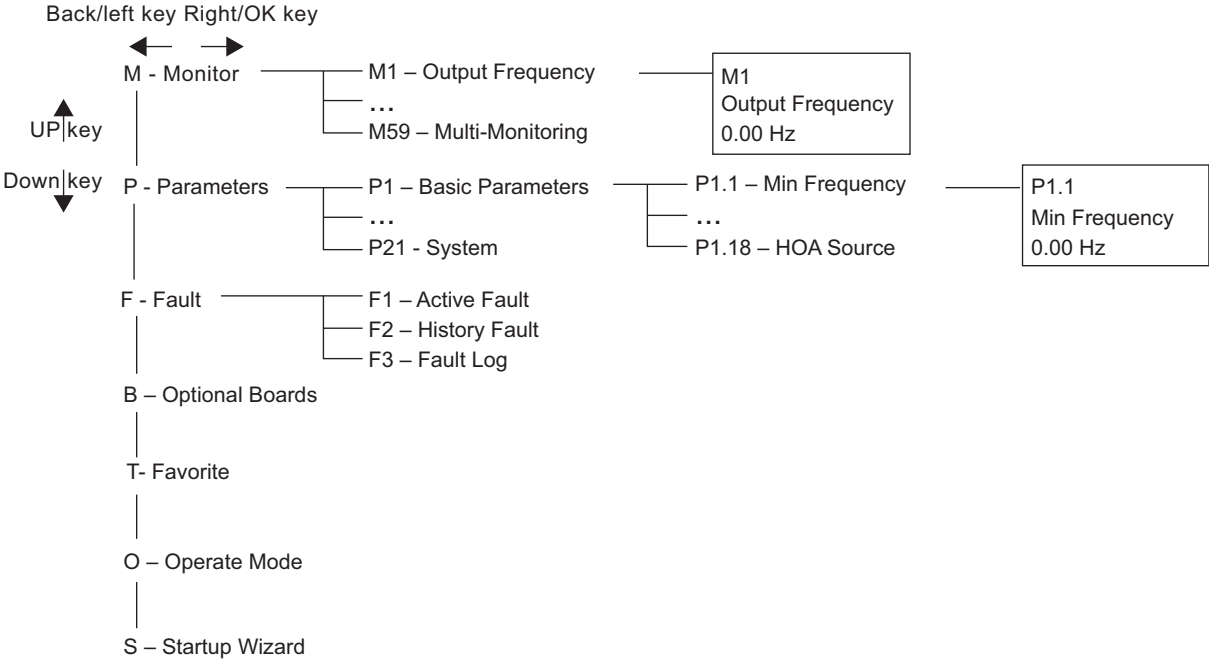 Back/left key Right/OK key
M - Monitor
M1 – Output Frequency
...
M59 – Multi-Monitoring
M1
Output Frequency
0.00 Hz
UP key
Down key
P - Parameters
P1 – Basic Parameters
...
P21 - System
P1.1 – Min Frequency
...
P1.18 – HOA Source
P1.1
Min Frequency
0.00 Hz
F - Fault
F1 – Active Fault
F2 – History Fault
F3 – Fault Log
B – Optional Boards
T- Favorite
O – Operate Mode
S – Startup Wizard